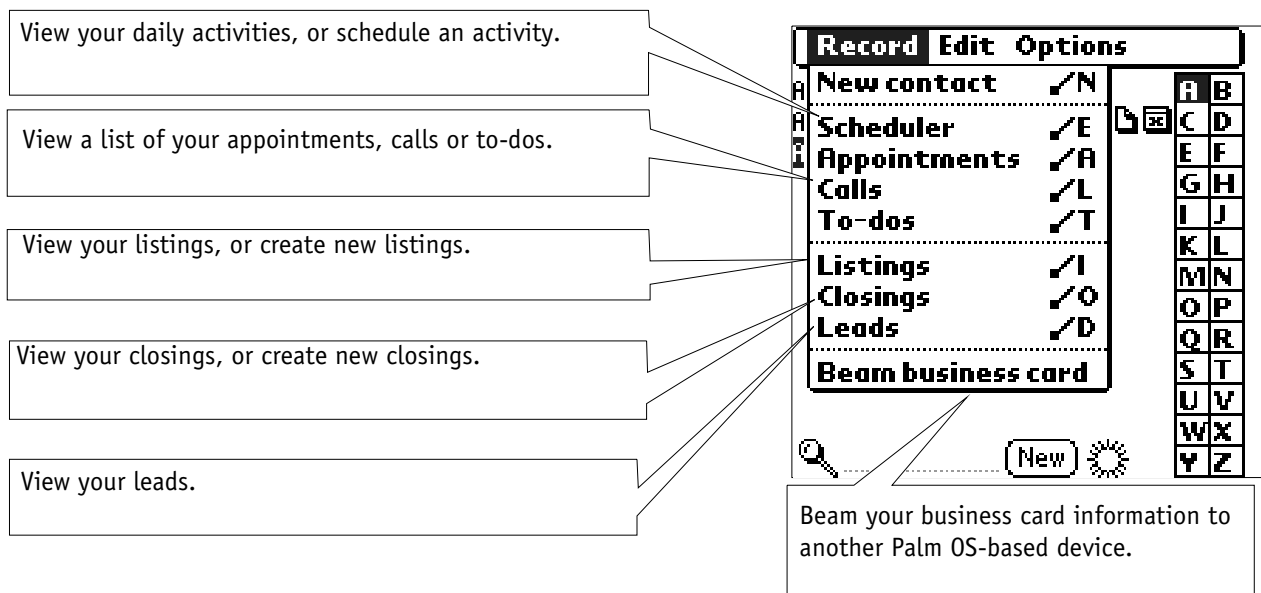 View your daily activities, or schedule an activity.
View a list of your appointments, calls or to-dos.
View your listings, or create new listings.
View your closings, or create new closings.
View your leads.
Record Edit Options
New contact /N
Scheduler /E
Appointments /A
Calls /L
To-dos /T
Listings /I
Closings /O
Leads /D
Beam business card
A B
C D
E F
G H
I J
K L
M N
O P
Q R
S T
U V
W X
Y Z
New
Beam your business card information to
another Palm OS-based device.